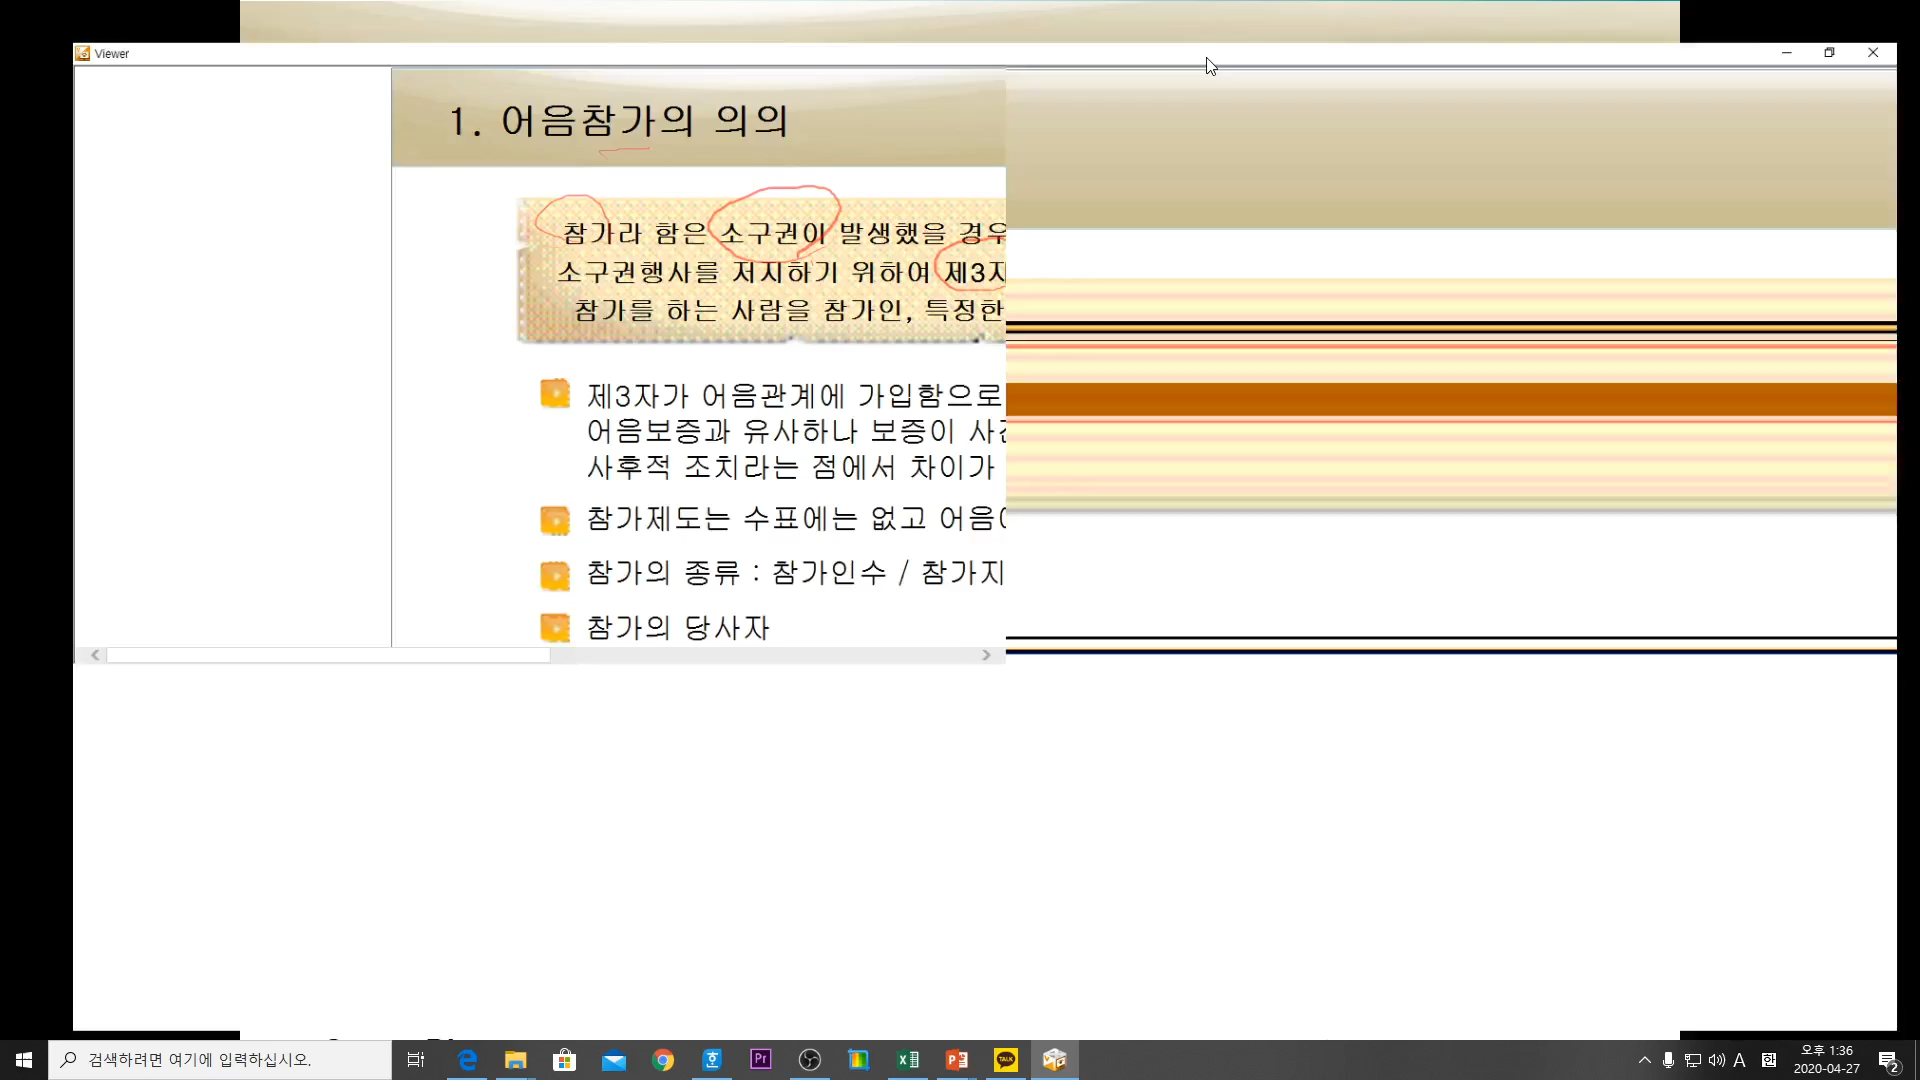 Viewer
1. 어음참가의 의의
참가라 함은 소구권이 발생했을 경우
소구권행사를 저지하기 위하여 제3자
참가를 하는 사람을 참가인, 특정한
제3자가 어음관계에 가입함으로
어음보증과 유사하나 보증이
사후적 조치라는 점에서 차이가
참가제도는 수표에는 없고
참가의 종류 : 참가인수 / 참가지
참가의 당사자
검색하려면 여기에 입력하십시오.
Pr
TALK
A
오후 1:36
2020-04-27
2